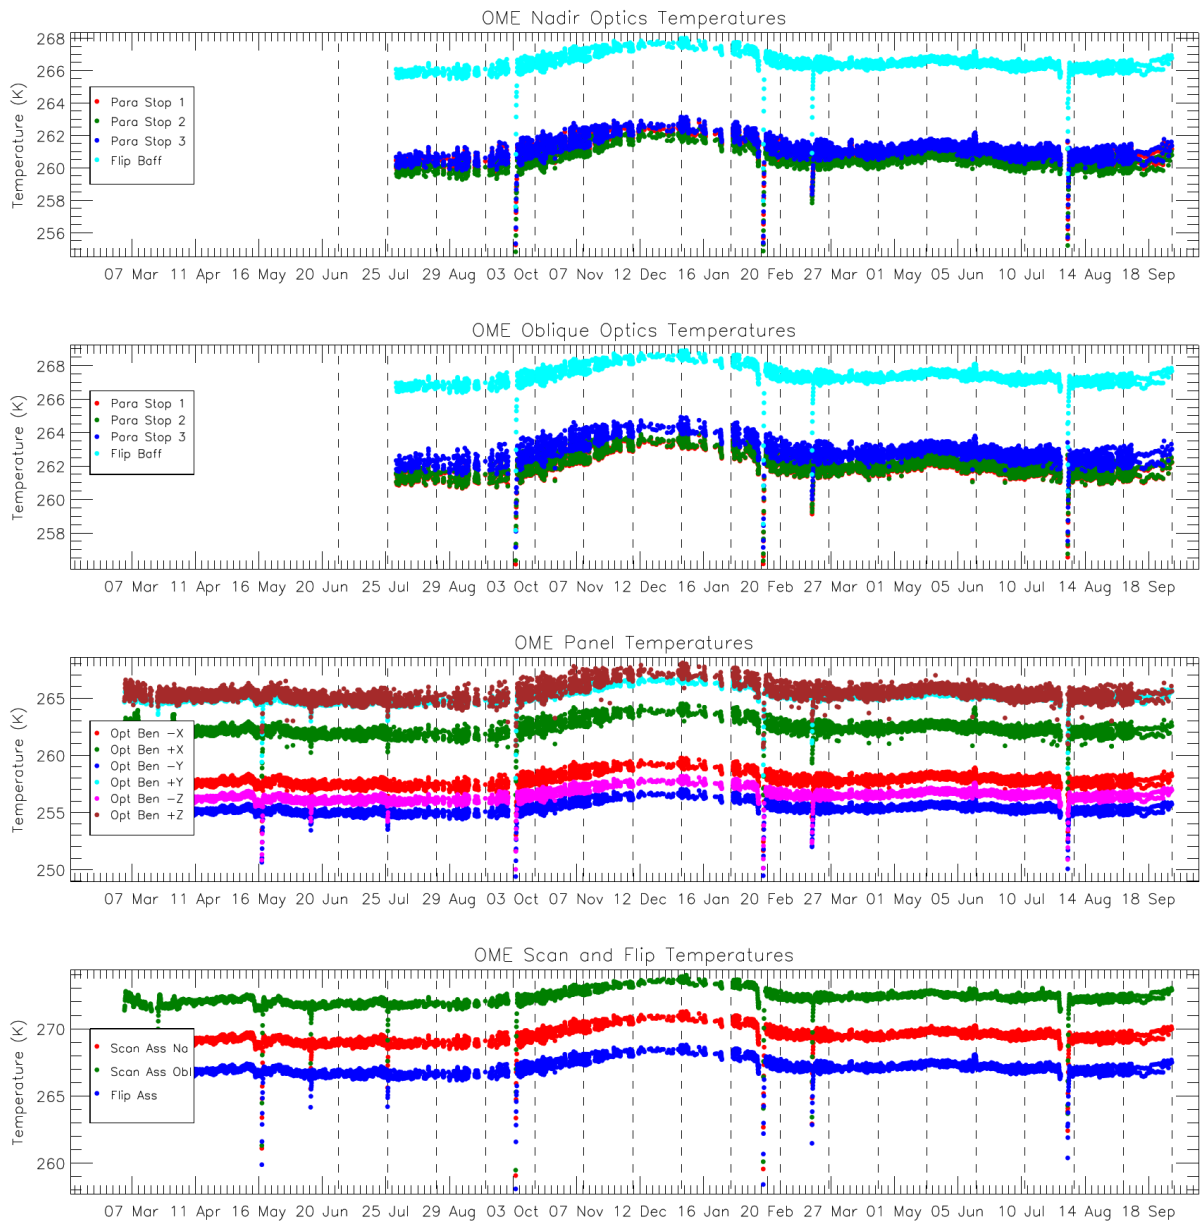 OME Nadir Optics Temperatures
268
266
264
262
260
258
256
Temperature (K)
Para Stop 1
Para Stop 2
Para Stop 3
Flip Baff
07 Mar 11 Apr 16 May 20 Jun 25 Jul 29 Aug 03 Oct 07 Nov 12 Dec 16 Jan 20 Feb 27 Mar 01 May 05 Jun 10 Jul 14 Aug 18 Sep
OME Oblique Optics Temperatures
268
266
264
262
260
258
Temperature (K)
Para Stop 1
Para Stop 2
Para Stop 3
Flip Baff
07 Mar 11 Apr 16 May 20 Jun 25 Jul 29 Aug 03 Oct 07 Nov 12 Dec 16 Jan 20 Feb 27 Mar 01 May 05 Jun 10 Jul 14 Aug 18 Sep
OME Panel Temperatures
265
260
255
250
Temperature (K)
Opt Ben -X
Opt Ben +X
Opt Ben -Y
Opt Ben +Y
Opt Ben -Z
Opt Ben +Z
07 Mar 11 Apr 16 May 20 Jun 25 Jul 29 Aug 03 Oct 07 Nov 12 Dec 16 Jan 20 Feb 27 Mar 01 May 05 Jun 10 Jul 14 Aug 18 Sep
OME Scan and Flip Temperatures
270
265
260
Temperature (K)
Scan Ass Na
Scan Ass Obl
Flip Ass
07 Mar 11 Apr 16 May 20 Jun 25 Jul 29 Aug 03 Oct 07 Nov 12 Dec 16 Jan 20 Feb 27 Mar 01 May 05 Jun 10 Jul 14 Aug 18 Sep